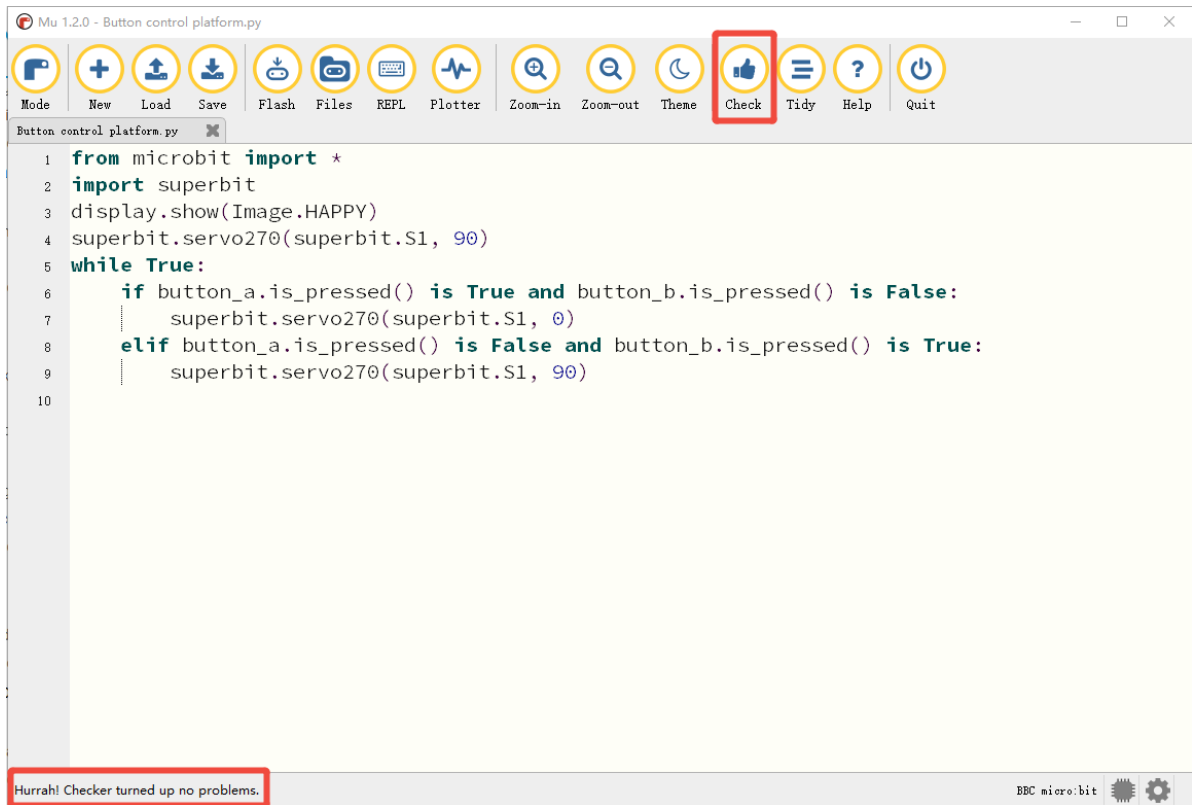 Mu 1.2.0 - Button control platform.py
Mode New Load Save Flash Files REPL Plotter Zoom-in Zoom-out Theme Check Tidy Help Quit
Button control platform.py
1 from microbit import *
2 import superbit
3 display.show(Image.HAPPY)
4 superbit.servo270(superbit.S1, 90)
5 while True:
6     if button_a.is_pressed() is True and button_b.is_pressed() is False:
7         superbit.servo270(superbit.S1, 0)
8     elif button_a.is_pressed() is False and button_b.is_pressed() is True:
9         superbit.servo270(superbit.S1, 90)
10
Hurrah! Checker turned up no problems. BBC micro:bit